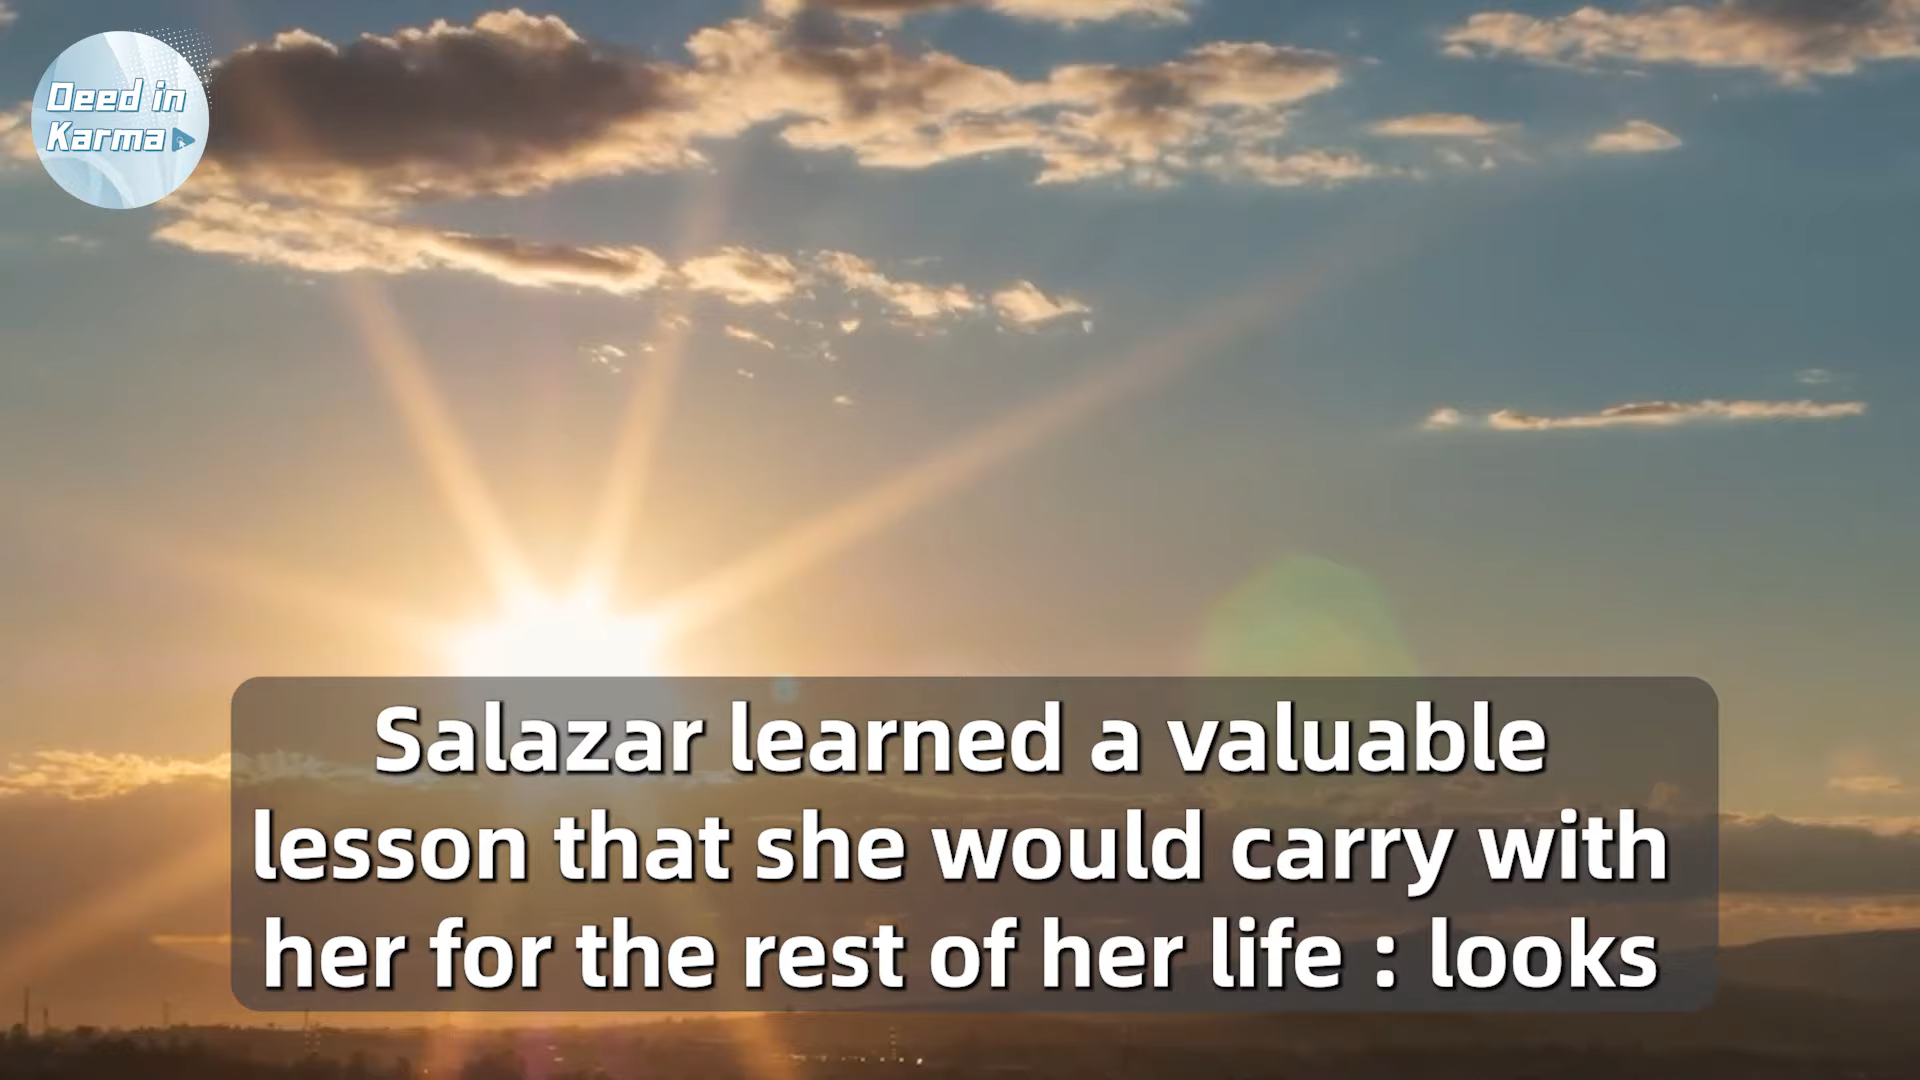 Deed in
Karma
Salazar learned a valuable
lesson that she would carry with
her for the rest of her life : looks